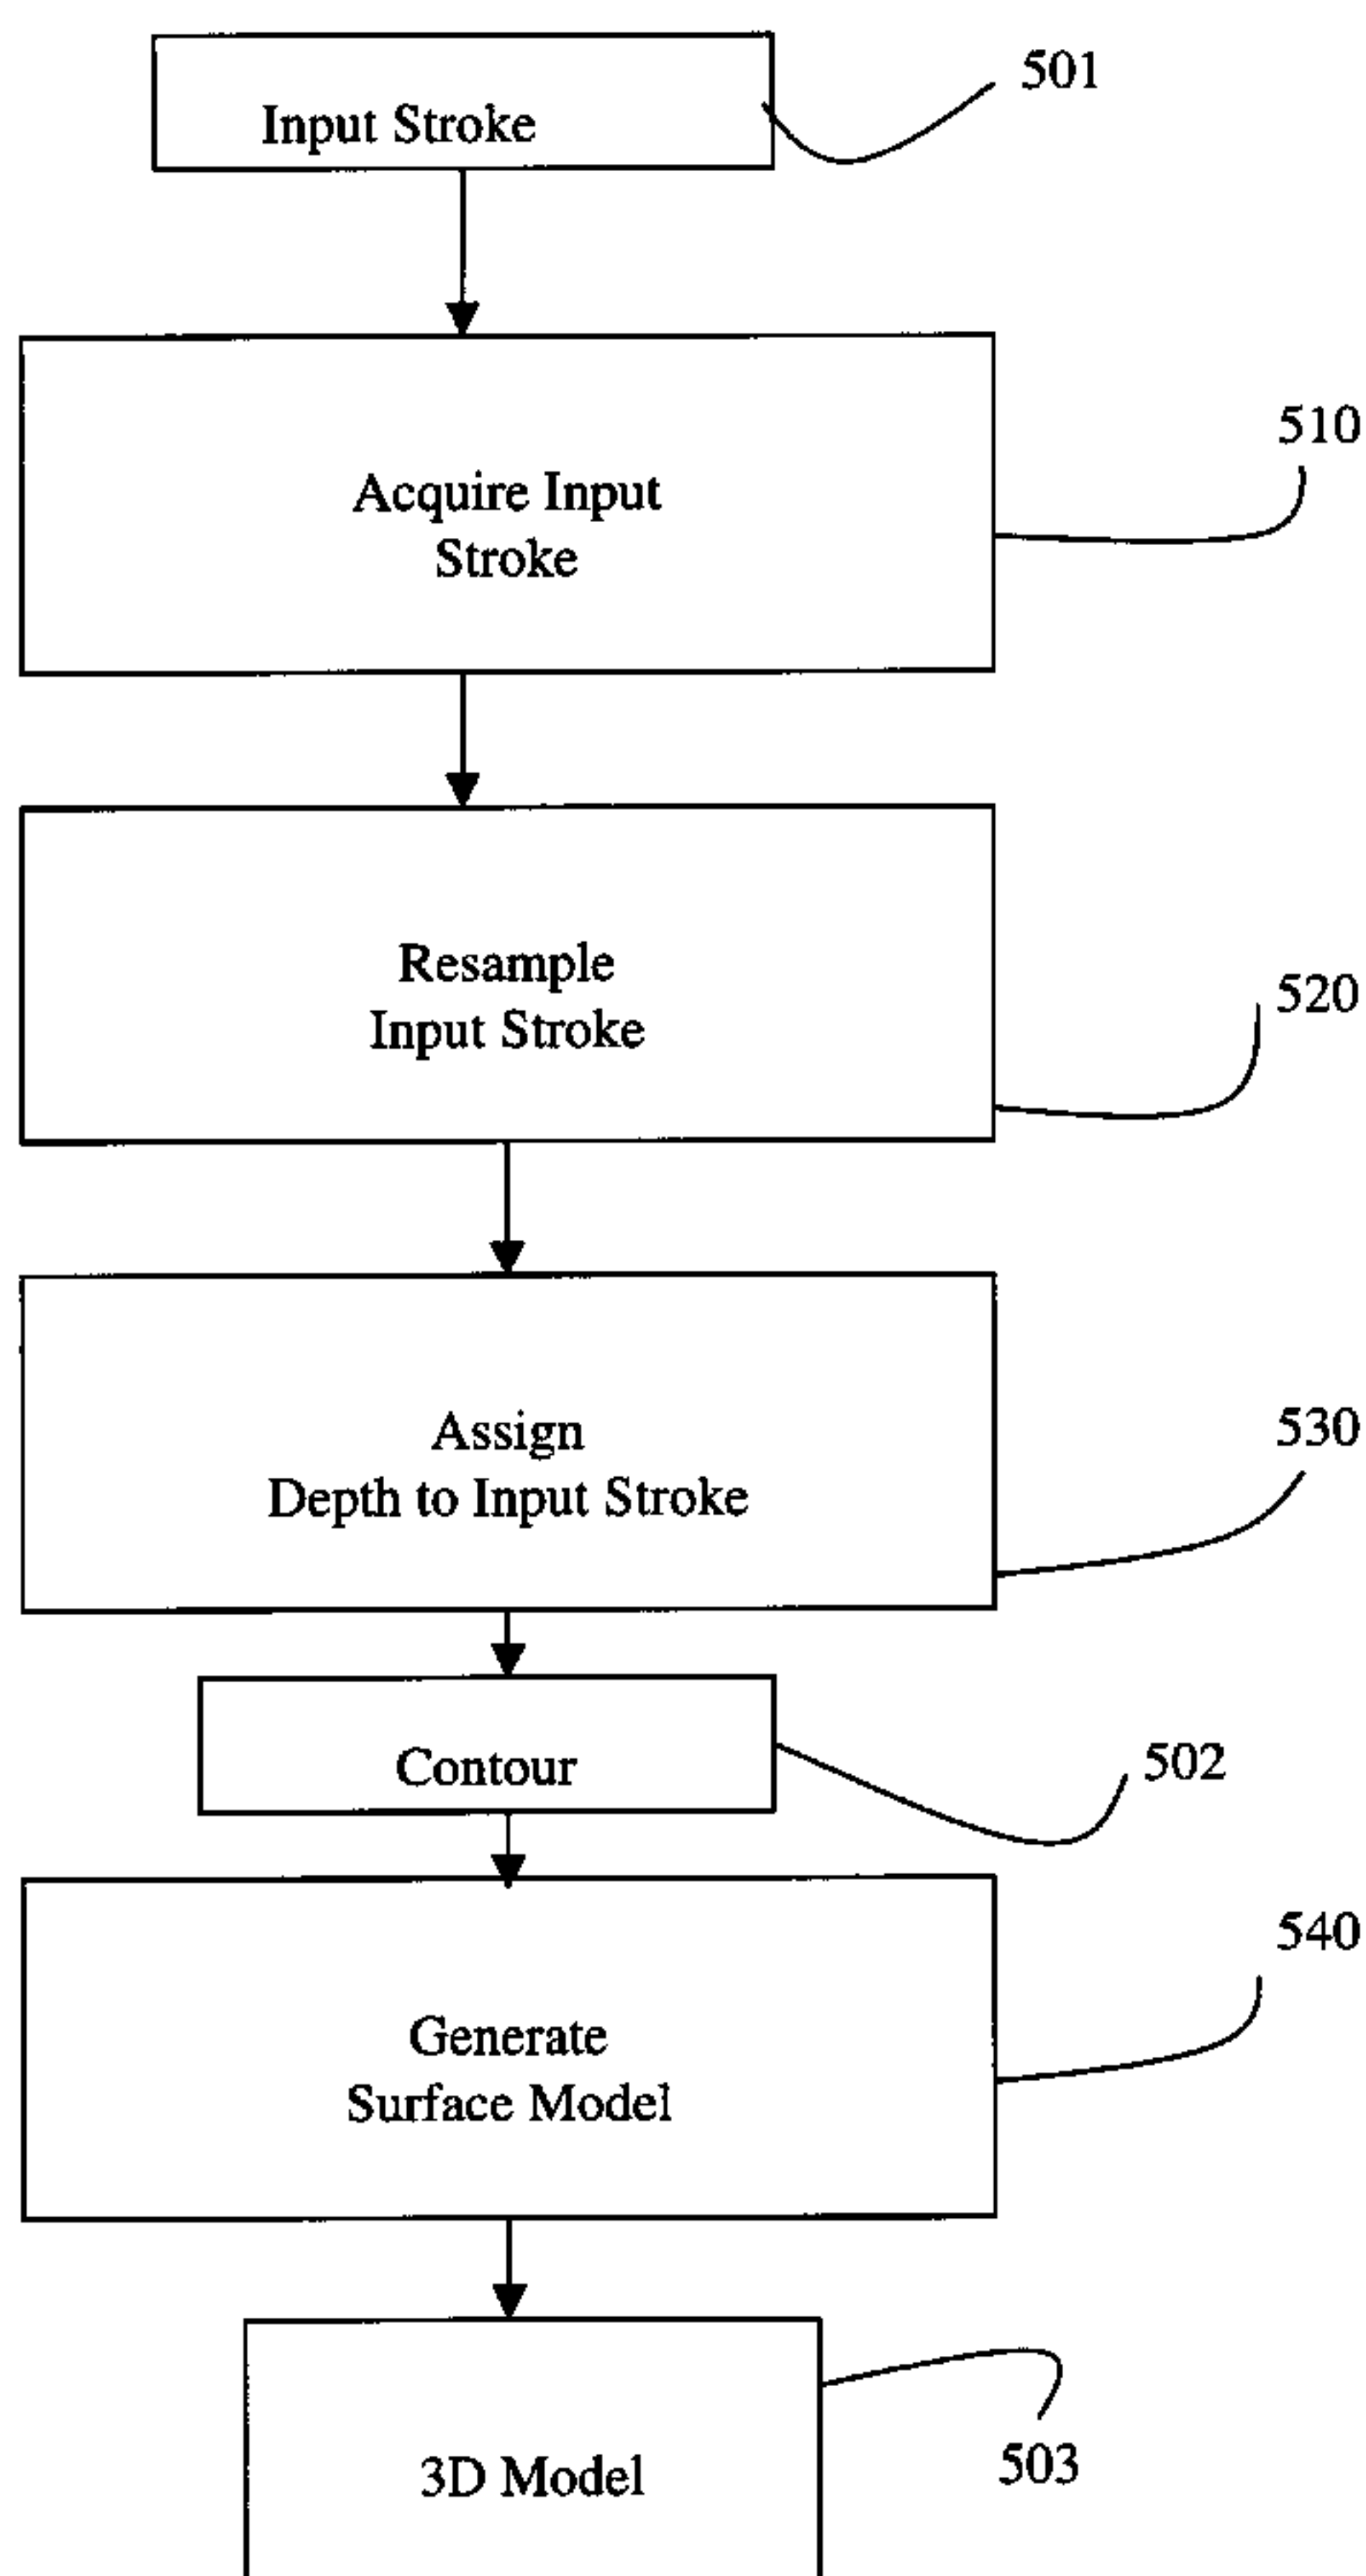 501
Input Stroke
510
Acquire Input
Stroke
Resample
520
Input Stroke
530
Assign
Depth to Input Stroke
502
Contour
540
Generate
Surface Model
503
3D Model